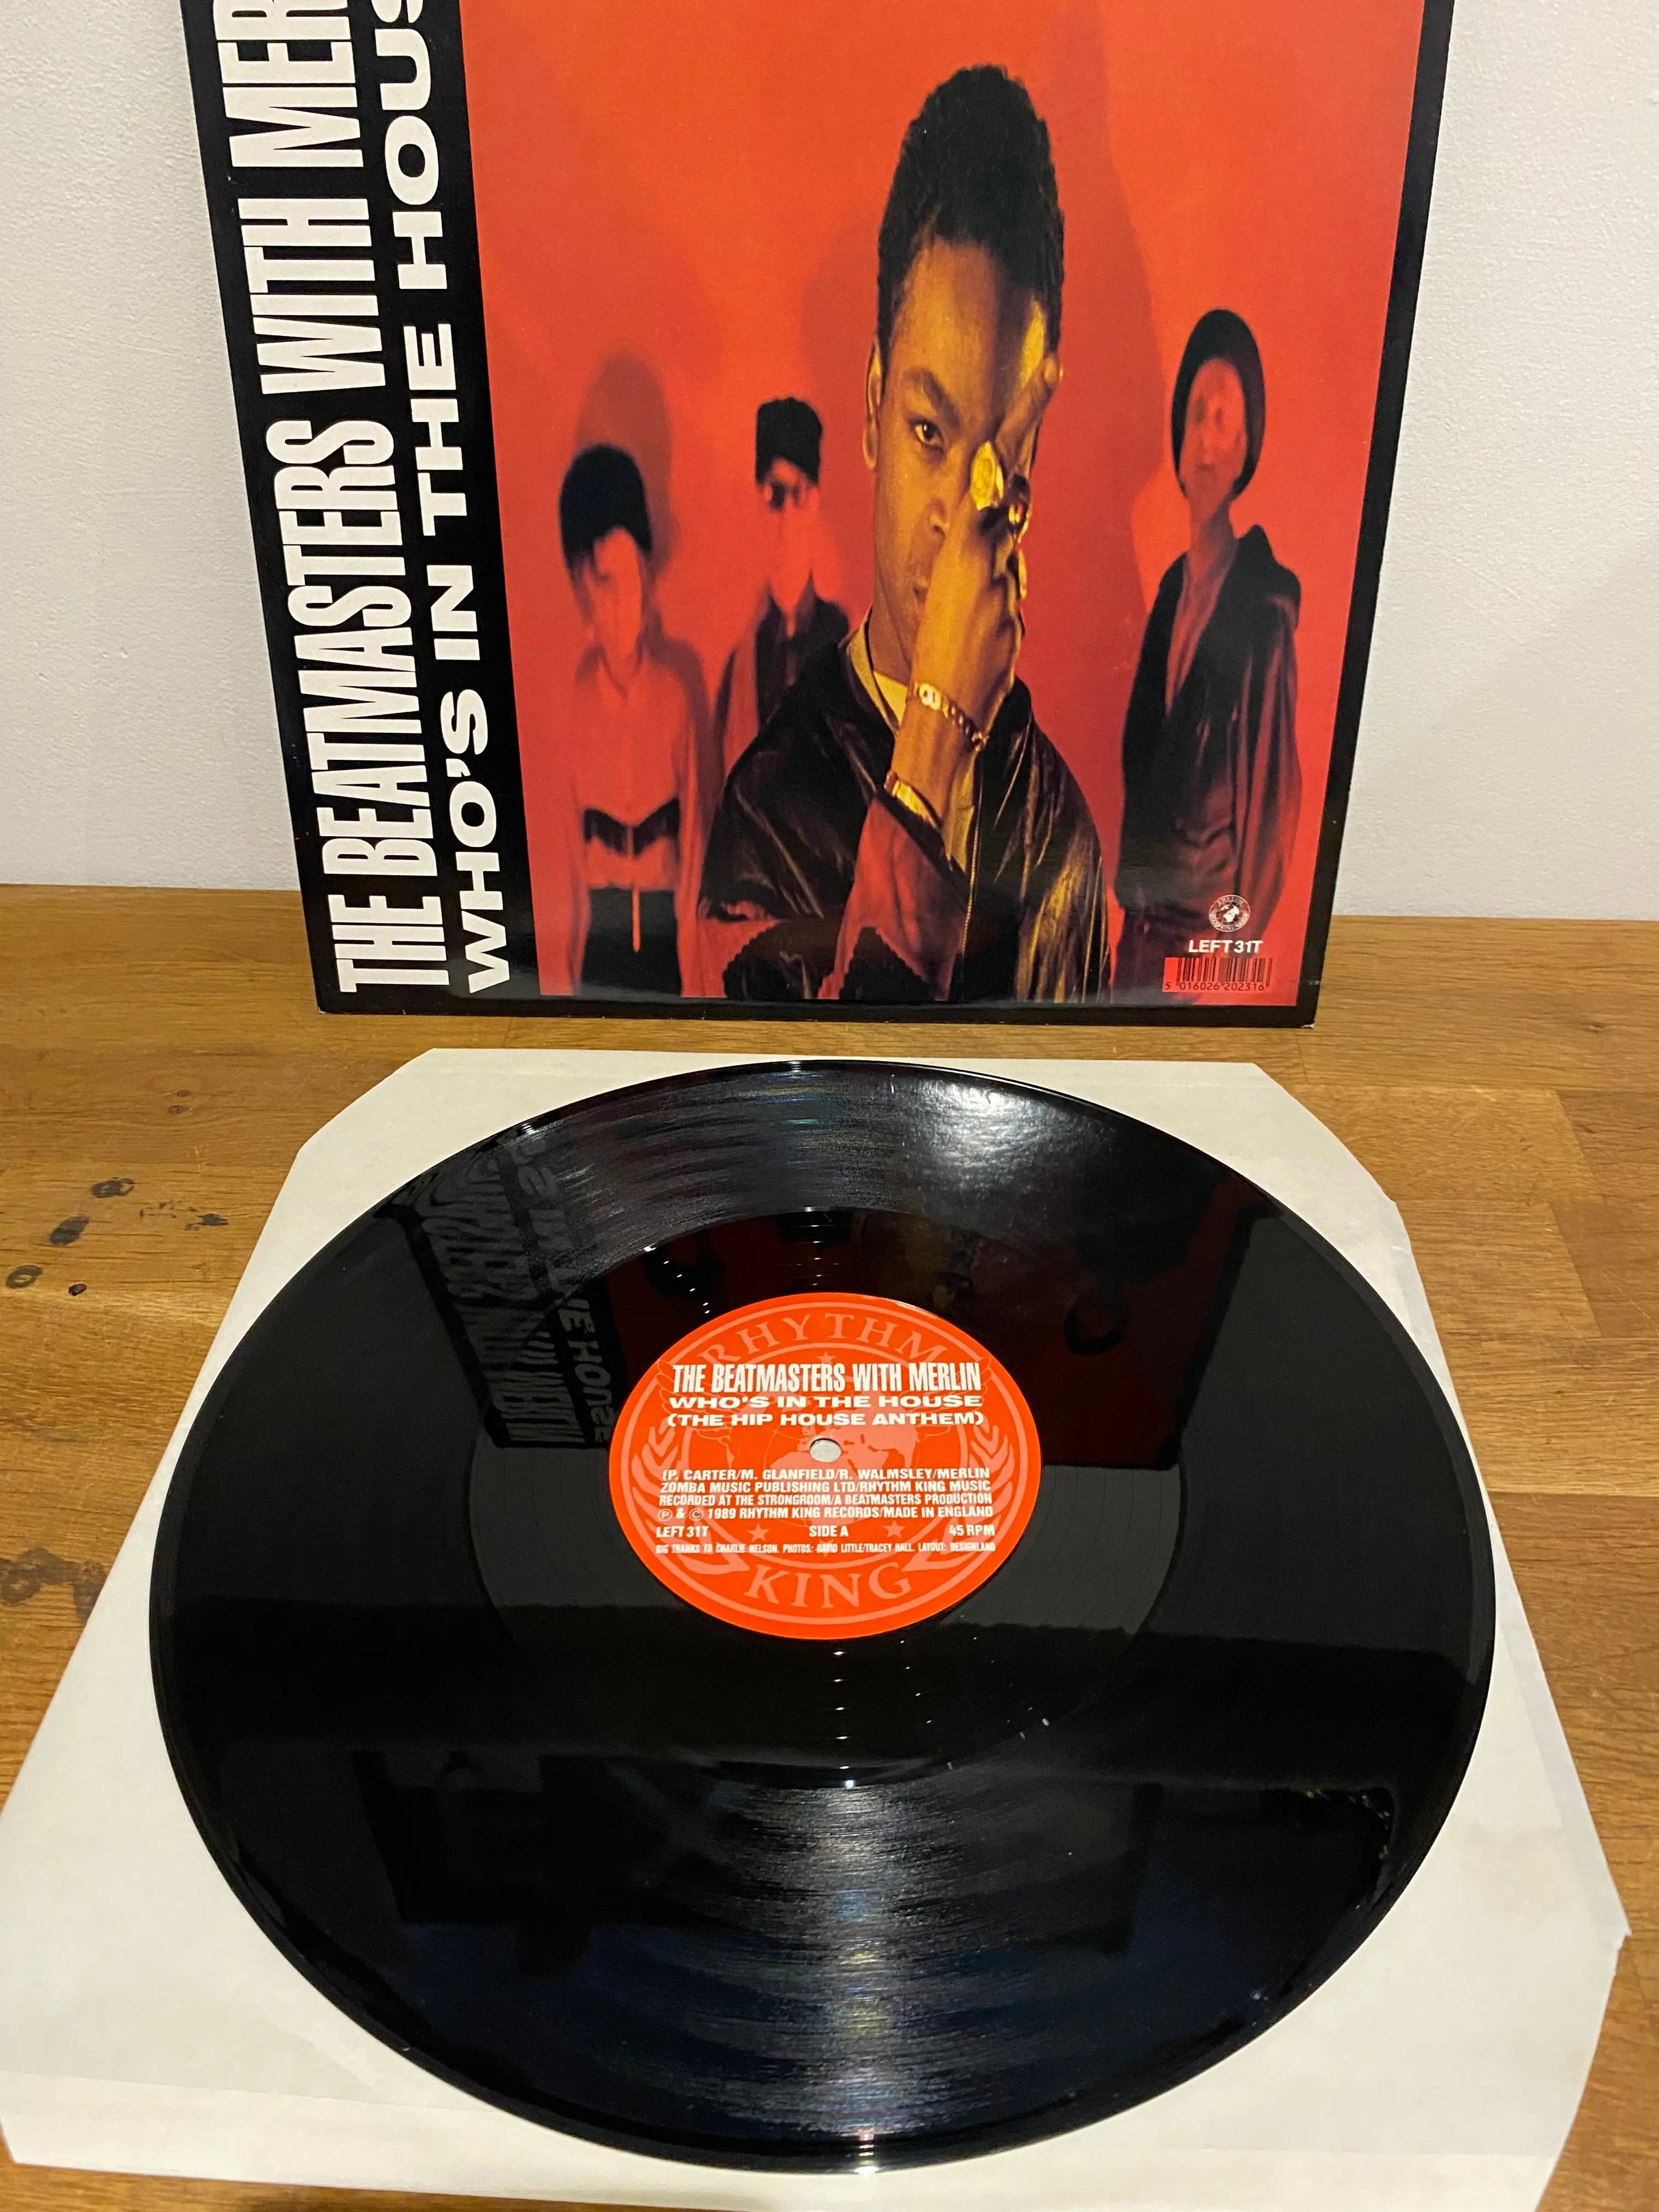 THE BEATMASTERS WITH MER
WHO'S IN THE HOUS
LEFT 31T
5 016026 202316
RHYTHM
THE BEATMASTERS WITH MERLIN
WHO'S IN THE HOUSE
(THE HIP HOUSE ANTHEM)
(P. CARTER/M. GLANFIELD/R. WALMSLEY/MERLIN
ZOMBA MUSIC PUBLISHING LTD/RHYTHM KING MUSIC
RECORDED AT THE STRONGROOM/A BEATMASTERS PRODUCTION
Ⓟ & © 1989 RHYTHM KING RECORDS/MADE IN ENGLAND
LEFT 31T SIDE A 45 RPM
BIG THANKS TO CHARLIE NELSON. PHOTOS: DAVID LITTLE/TRACEY HALL. LAYOUT: DESIGNLAND
KING